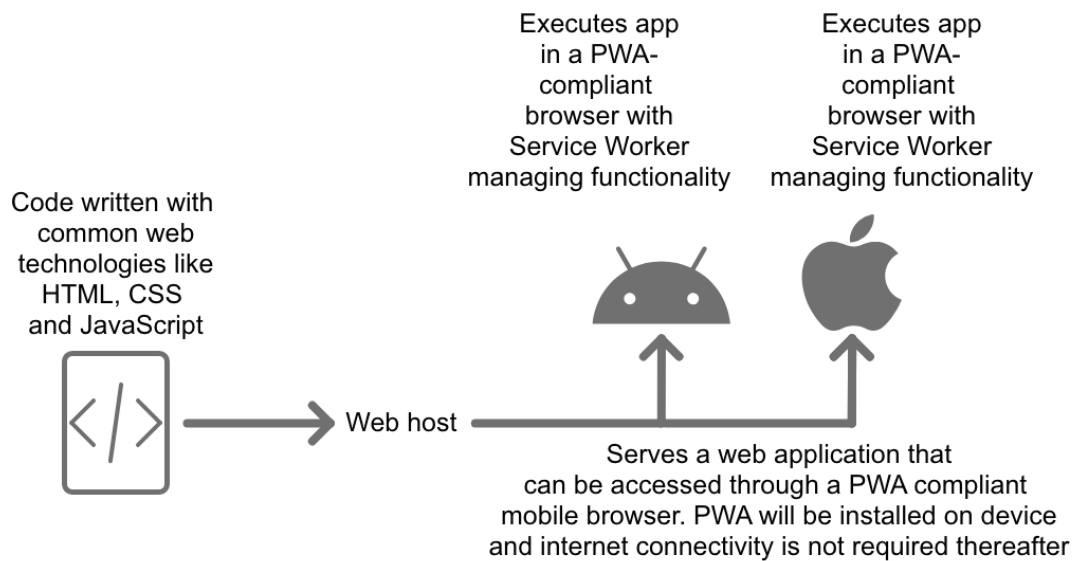 Executes app
in a PWA-
compliant
browser with
Service Worker
managing functionality
Executes app
in a PWA-
compliant
browser with
Service Worker
managing functionality
Code written with
common web
technologies like
HTML, CSS
and JavaScript
</>
Web host
Serves a web application that
can be accessed through a PWA compliant
mobile browser. PWA will be installed on device
and internet connectivity is not required thereafter